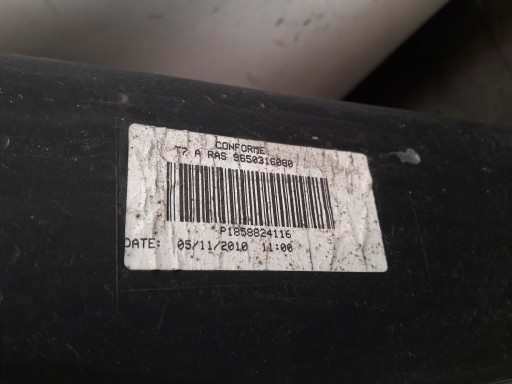 CONFORME
T7 A RAS 9650316080
P1858824116
DATE: 05/11/2010 11:00